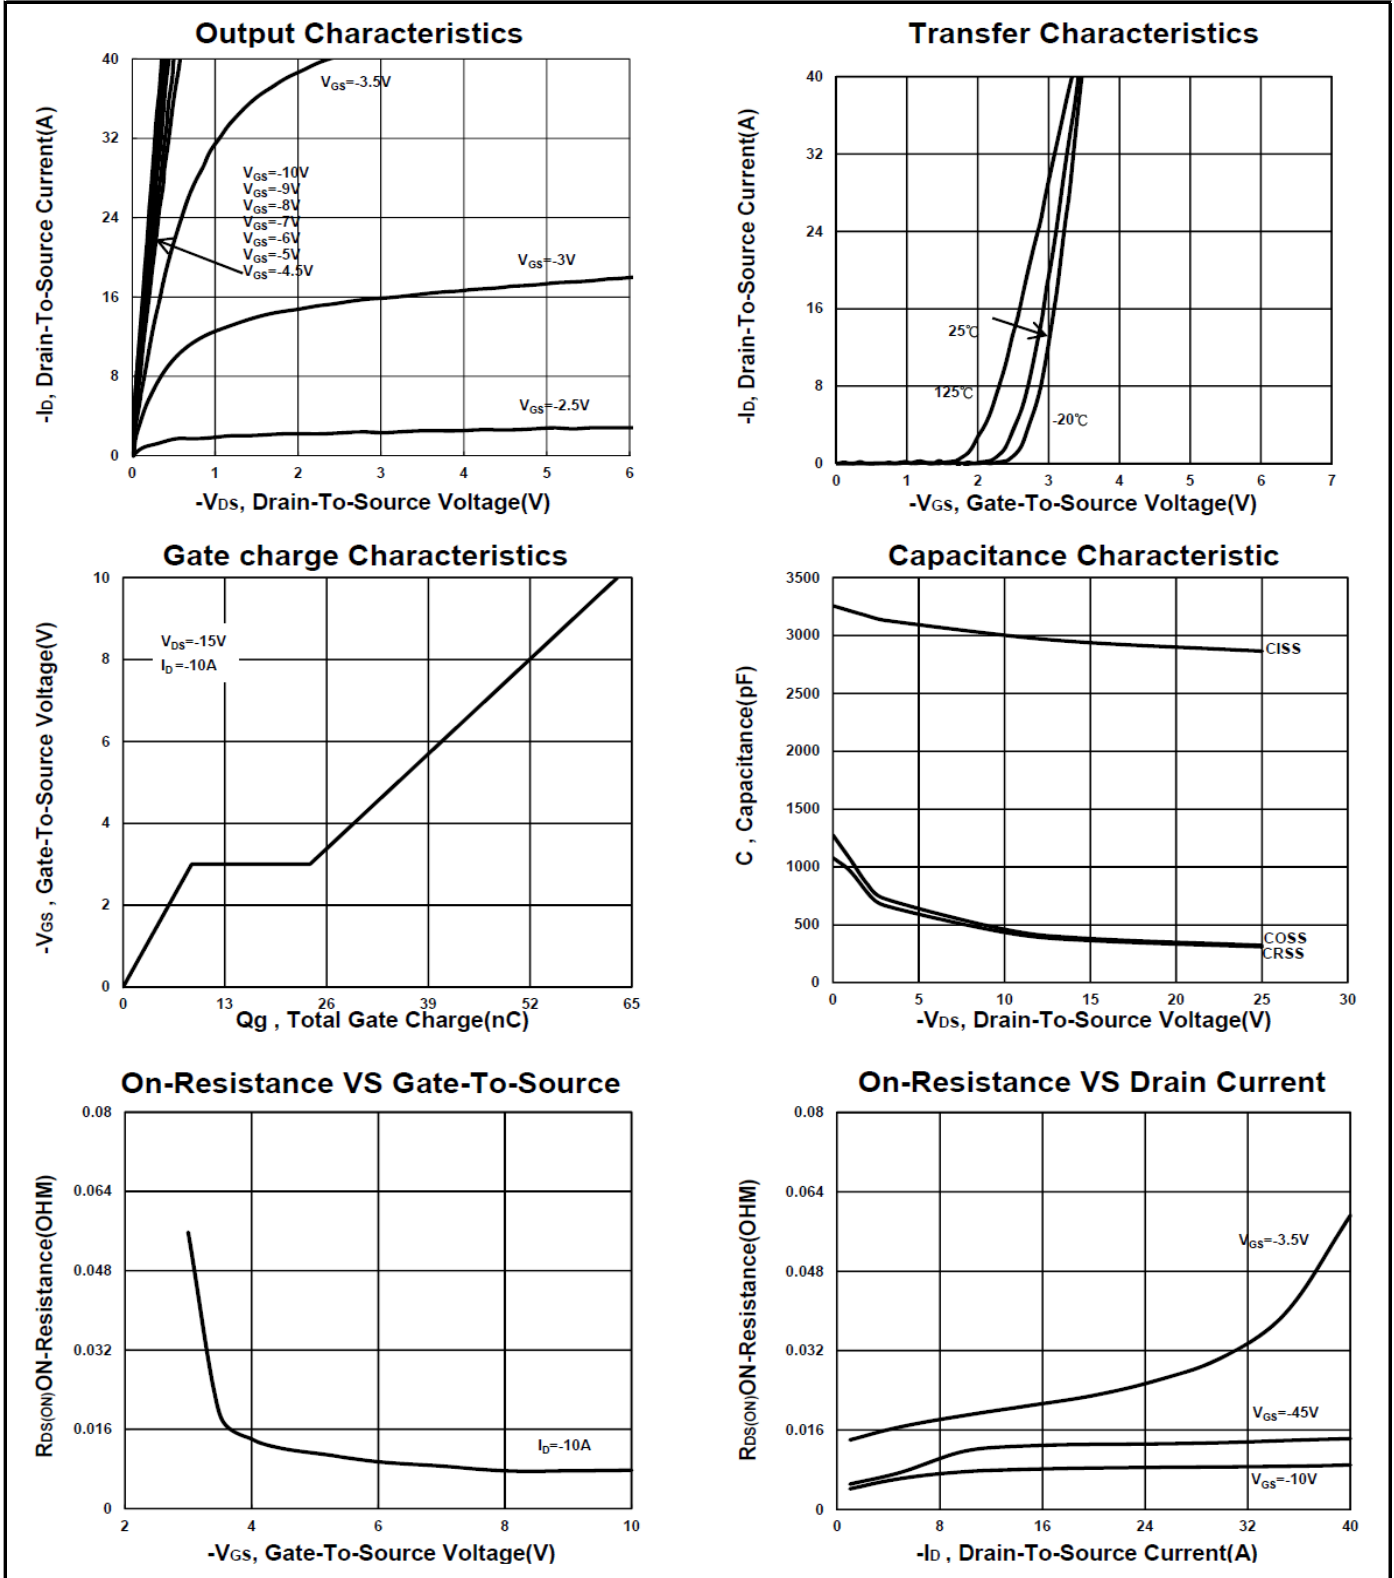 Output Characteristics
40
32
24
16
8
0
-ID, Drain-To-Source Current(A)
VGS=-3.5V
VGS=-10V
VGS=-9V
VGS=-8V
VGS=-7V
VGS=-6V
VGS=-5V
VGS=-4.5V
VGS=-3V
VGS=-2.5V
0 1 2 3 4 5 6
-VDS, Drain-To-Source Voltage(V)
Transfer Characteristics
40
32
24
16
8
0
-ID, Drain-To-Source Current(A)
25℃
125℃
-20℃
0 1 2 3 4 5 6 7
-VGS, Gate-To-Source Voltage(V)
Gate charge Characteristics
10
8
6
4
2
0
-VGS , Gate-To-Source Voltage(V)
VDS=-15V
ID=-10A
0 13 26 39 52 65
Qg , Total Gate Charge(nC)
Capacitance Characteristic
3500
3000
2500
2000
1500
1000
500
0
C , Capacitance(pF)
CISS
COSS
CRSS
0 5 10 15 20 25 30
-VDS, Drain-To-Source Voltage(V)
On-Resistance VS Gate-To-Source
0.08
0.064
0.048
0.032
0.016
0
RDS(ON)ON-Resistance(OHM)
ID=-10A
2 4 6 8 10
-VGS, Gate-To-Source Voltage(V)
On-Resistance VS Drain Current
0.08
0.064
0.048
0.032
0.016
0
RDS(ON)ON-Resistance(OHM)
VGS=-3.5V
VGS=-45V
VGS=-10V
0 8 16 24 32 40
-ID , Drain-To-Source Current(A)